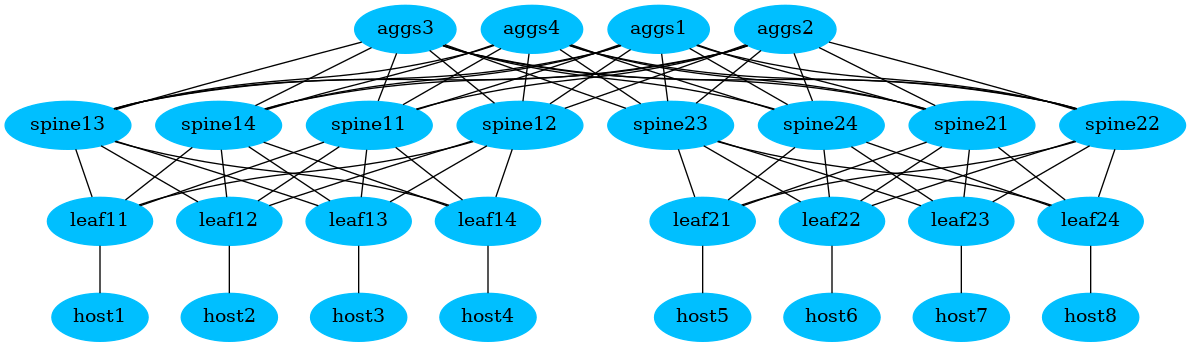 aggs3 aggs4 aggs1 aggs2
spine13 spine14 spine11 spine12 spine23 spine24 spine21 spine22
leaf11 leaf12 leaf13 leaf14 leaf21 leaf22 leaf23 leaf24
host1 host2 host3 host4 host5 host6 host7 host8